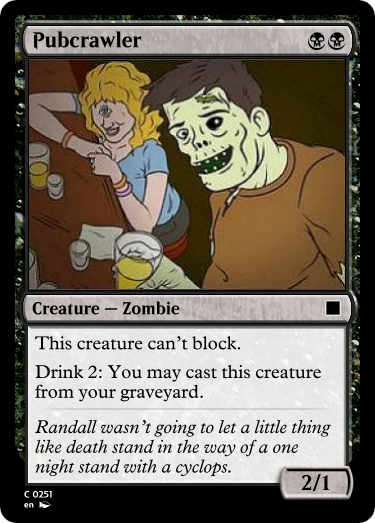 Pubcrawler
Creature — Zombie
This creature can't block.
Drink 2: You may cast this creature
from your graveyard.
Randall wasn't going to let a little thing
like death stand in the way of a one
night stand with a cyclops.
2/1
C 0251
en